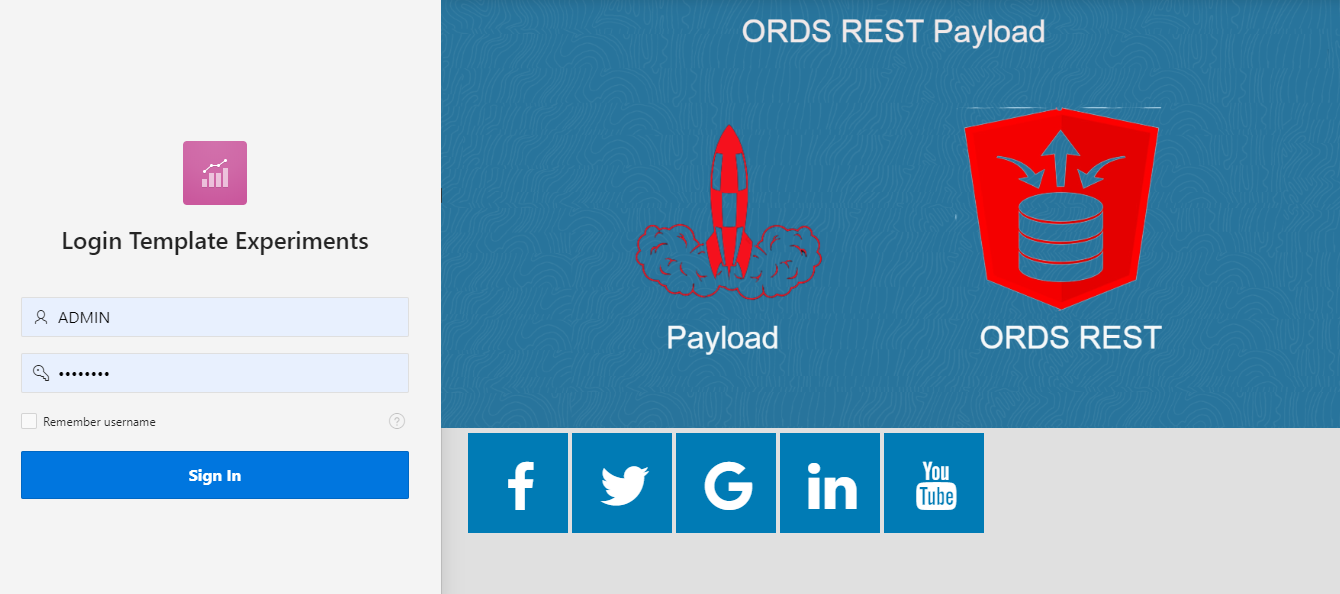 Login Template Experiments
ADMIN
••••••••
Remember username
?
Sign In
ORDS REST Payload
Payload
ORDS REST
f
G
in
You
Tube